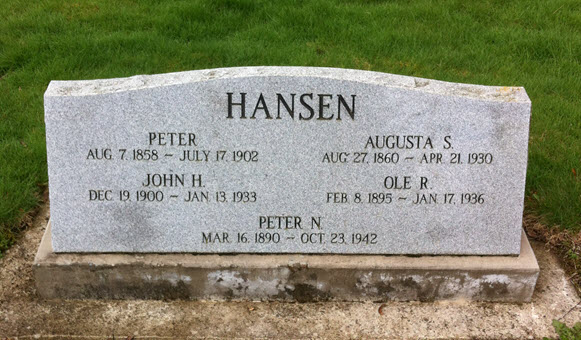 HANSEN
PETER
AUG. 7. 1858 ~ JULY 17. 1902
AUGUSTA S.
AUG 27. 1860 ~ APR. 21. 1930
JOHN H.
DEC. 19. 1900 ~ JAN. 13. 1933
OLE R.
FEB. 8. 1895 ~ JAN. 17. 1936
PETER N.
MAR. 16. 1890 ~ OCT. 23. 1942